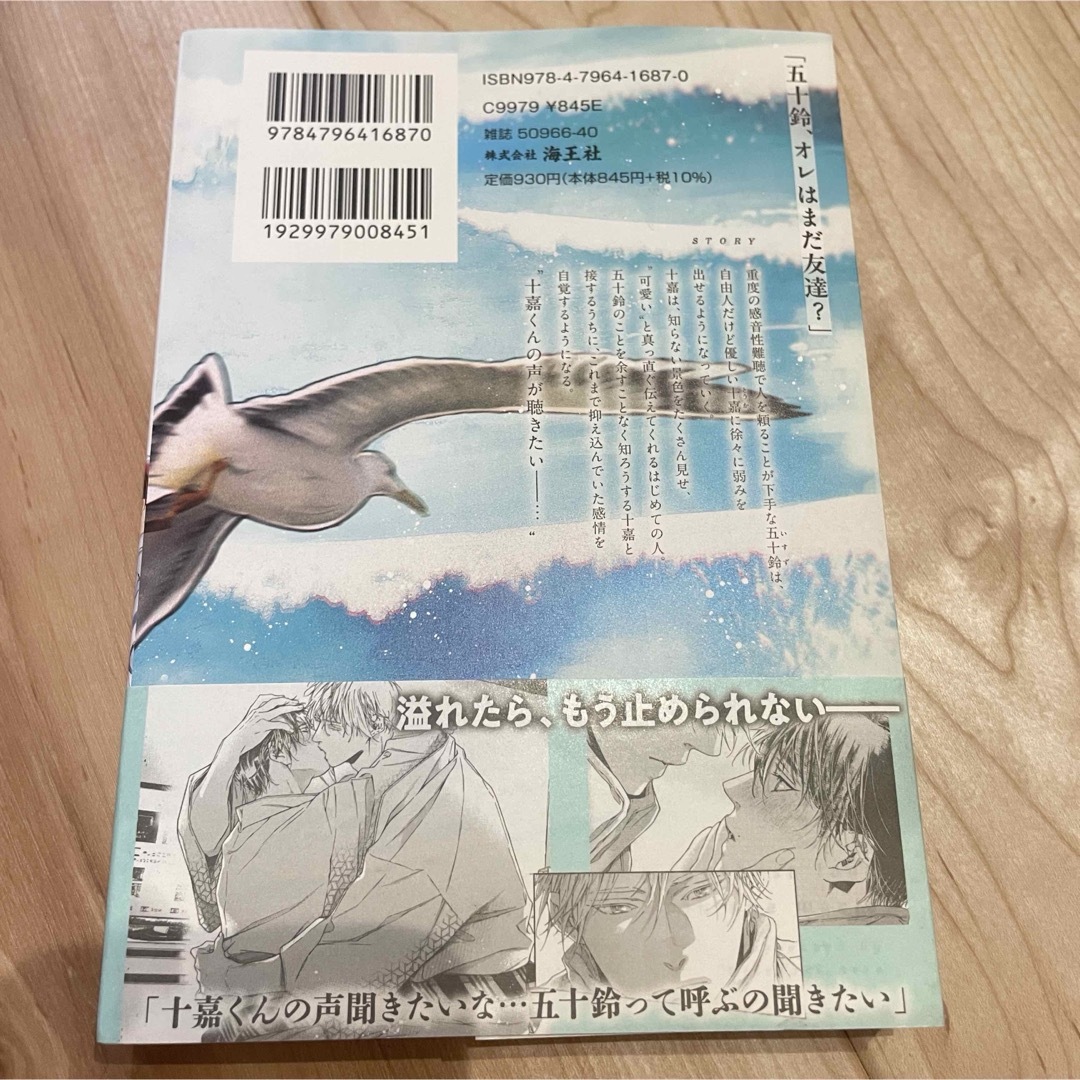 ISBN978-4-7964-1687-0
C9979 ¥845E
雑誌 50966-40
株式会社 海王社
定価930円(本体845円+税10%)
9784796416870
1929979008451
「五十鈴、オレはまだ友達?」
STORY
重度の感音性難聴で人を頼ることが下手な五十鈴は、
いすず
自由人だけど優しい十嘉に徐々に弱みを
出せるようになっていく。
十嘉は、知らない景色をたくさん見せ、
"可愛い"と真っ直ぐ伝えてくれるはじめての人。
五十鈴のことを余すことなく知ろうする十嘉と
接するうちに、これまで抑え込んでいた感情を
自覚するようになる。
"十嘉くんの声が聴きたい――…"
溢れたら、もう止められない――
「十嘉くんの声聞きたいな…五十鈴って呼ぶの聞きたい」